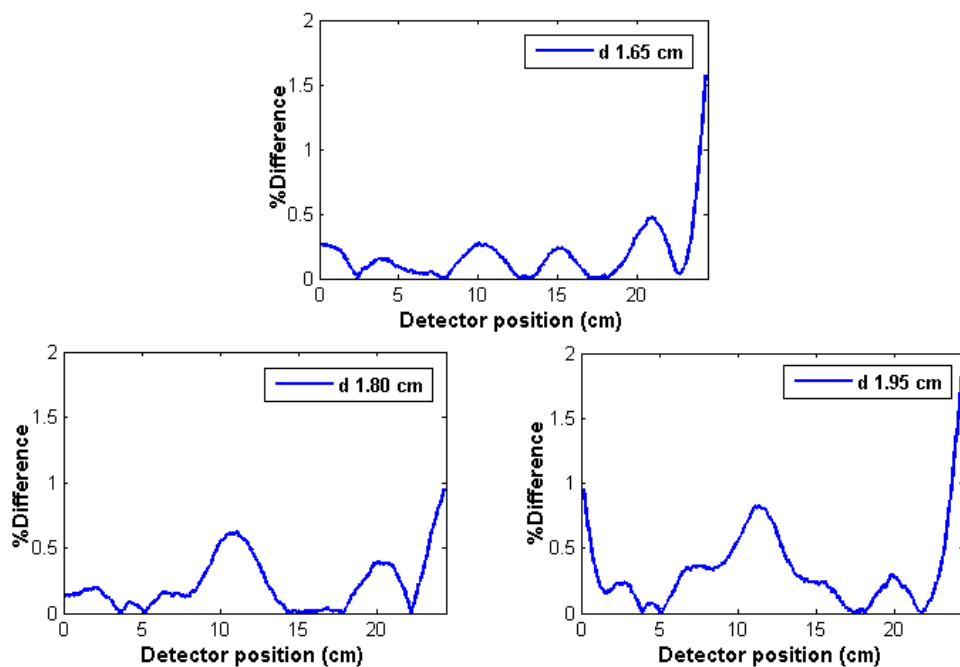 2
d 1.65 cm
1.5
%Difference
1
0.5
0
0 5 10 15 20
Detector position (cm)
2
d 1.80 cm
1.5
%Difference
1
0.5
0
0 5 10 15 20
Detector position (cm)
2
d 1.95 cm
1.5
%Difference
1
0.5
0
0 5 10 15 20
Detector position (cm)